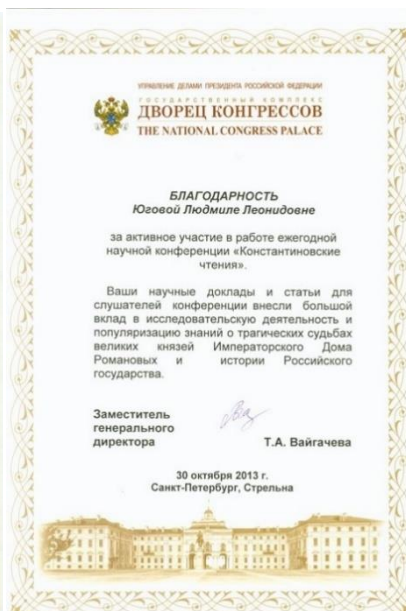 УПРАВЛЕНИЕ ДЕЛАМИ ПРЕЗИДЕНТА РОССИЙСКОЙ ФЕДЕРАЦИИ
ГОСУДАРСТВЕННЫЙ КОМПЛЕКС
ДВОРЕЦ КОНГРЕССОВ
THE NATIONAL CONGRESS PALACE
БЛАГОДАРНОСТЬ
Юговой Людмиле Леонидовне
за активное участие в работе ежегодной
научной конференции «Константиновские
чтения».
Ваши научные доклады и статьи для
слушателей конференции внесли большой
вклад в исследовательскую деятельность и
популяризацию знаний о трагических судьбах
великих князей Императорского Дома
Романовых и истории Российского
государства.
Заместитель
генерального
директора Т.А. Вайгачева
30 октября 2013 г.
Санкт-Петербург, Стрельна